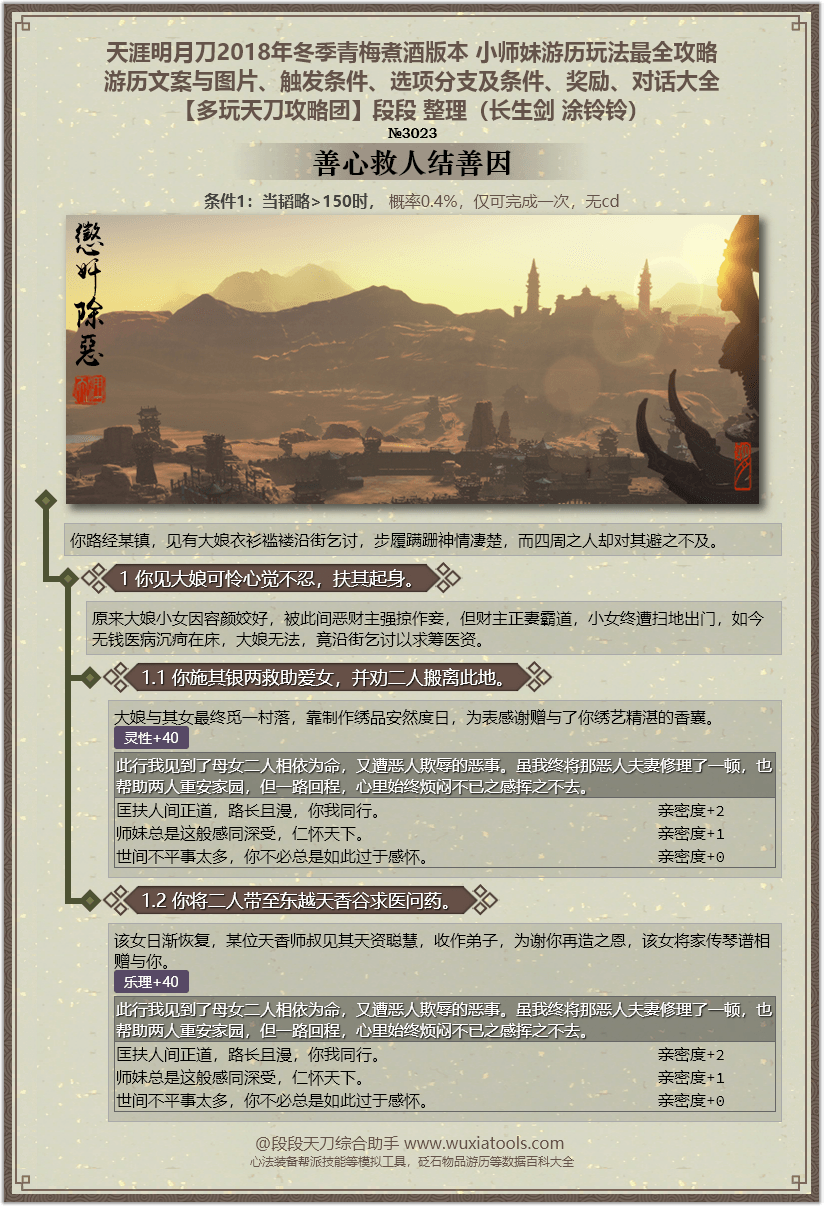 天涯明月刀2018年冬季青梅煮酒版本 小师妹游历玩法最全攻略
游历文案与图片、触发条件、选项分支及条件、奖励、对话大全
【多玩天刀攻略团】段段 整理（长生剑 涂铃铃）
№3023
善心救人结善因
条件1：当韬略>150时， 概率0.4%，仅可完成一次，无cd
懲奸除惡
你路经某镇，见有大娘衣衫褴褛沿街乞讨，步履蹒跚神情凄楚，而四周之人却对其避之不及。
1 你见大娘可怜心觉不忍，扶其起身。
原来大娘小女因容颜姣好，被此间恶财主强掠作妾，但财主正妻霸道，小女终遭扫地出门，如今
无钱医病沉疴在床，大娘无法，竟沿街乞讨以求筹医资。
1.1 你施其银两救助爱女，并劝二人搬离此地。
大娘与其女最终觅一村落，靠制作绣品安然度日，为表感谢赠与了你绣艺精湛的香囊。
灵性+40
此行我见到了母女二人相依为命，又遭恶人欺辱的恶事。虽我终将那恶人夫妻修理了一顿，也
帮助两人重安家园，但一路回程，心里始终烦闷不已之感挥之不去。
匡扶人间正道，路长且漫，你我同行。 亲密度+2
师妹总是这般感同深受，仁怀天下。 亲密度+1
世间不平事太多，你不必总是如此过于感怀。 亲密度+0
1.2 你将二人带至东越天香谷求医问药。
该女日渐恢复，某位天香师叔见其天资聪慧，收作弟子，为谢你再造之恩，该女将家传琴谱相
赠与你。
乐理+40
此行我见到了母女二人相依为命，又遭恶人欺辱的恶事。虽我终将那恶人夫妻修理了一顿，也
帮助两人重安家园，但一路回程，心里始终烦闷不已之感挥之不去。
匡扶人间正道，路长且漫，你我同行。 亲密度+2
师妹总是这般感同深受，仁怀天下。 亲密度+1
世间不平事太多，你不必总是如此过于感怀。 亲密度+0
@段段天刀综合助手 www.wuxiatools.com
心法装备帮派技能等模拟工具，砭石物品游历等数据百科大全